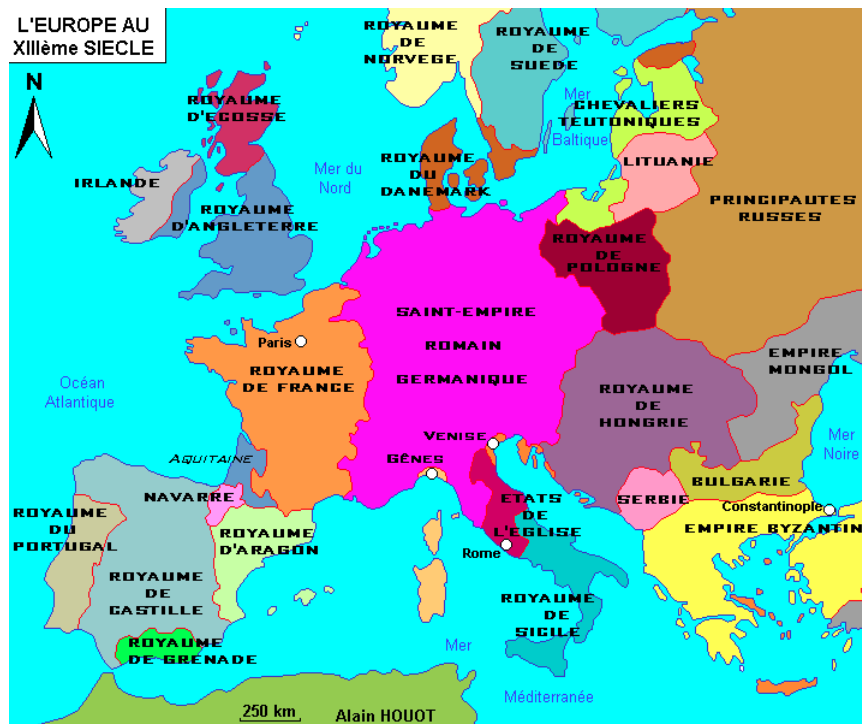 L'EUROPE AU
XIIIème SIECLE
N
ROYAUME
DE
NORVEGE
ROYAUME
DE
SUEDE
ROYAUME
D'ECOSSE
Mer
Baltique
CHEVALIERS
TEUTONIQUES
Mer du
Nord
ROYAUME
DU
DANEMARK
LITUANIE
IRLANDE
ROYAUME
D'ANGLETERRE
PRINCIPAUTES
RUSSES
ROYAUME
DE
POLOGNE
SAINT-EMPIRE
ROMAIN
GERMANIQUE
Paris
ROYAUME
DE FRANCE
EMPIRE
MONGOL
Océan
Atlantique
ROYAUME
DE
HONGRIE
Mer
Noire
VENISE
AQUITAINE
GÊNES
BULGARIE
NAVARRE
SERBIE
ETATS
DE
L'EGLISE
Constantinople
EMPIRE BYZANTIN
ROYAUME
DU
PORTUGAL
ROYAUME
D'ARAGON
Rome
ROYAUME
DE
CASTILLE
ROYAUME
DE
SICILE
ROYAUME
DE GRENADE
Mer
Méditerranée
250 km
Alain HOUOT